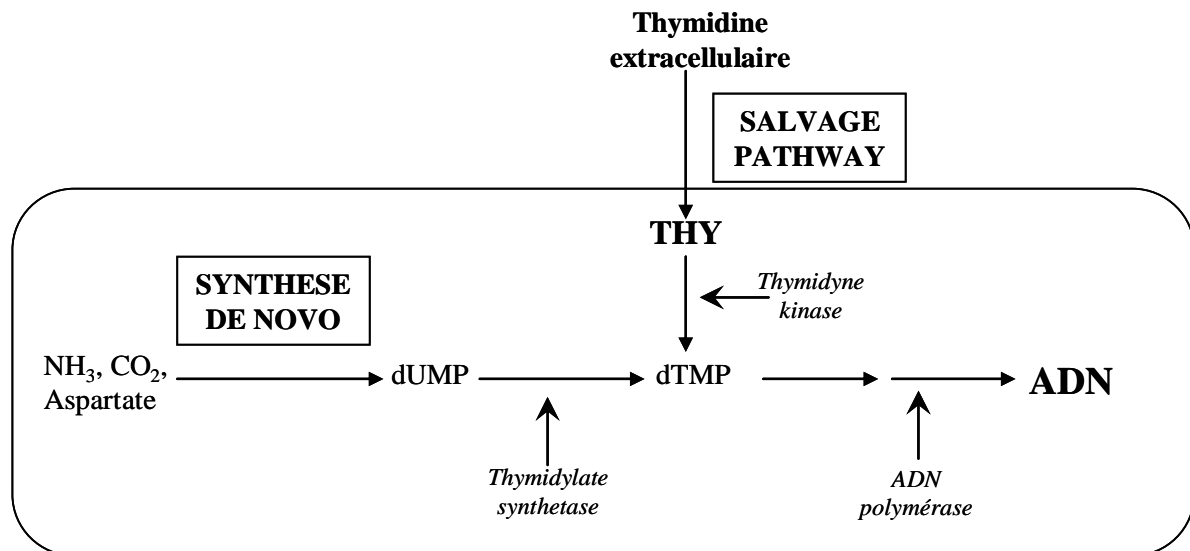 Thymidine
extracellulaire
SALVAGE
PATHWAY
THY
SYNTHESE
DE NOVO
Thymidyne
kinase
NH₃, CO₂,
Aspartate
dUMP
dTMP
ADN
Thymidylate
synthetase
ADN
polymérase